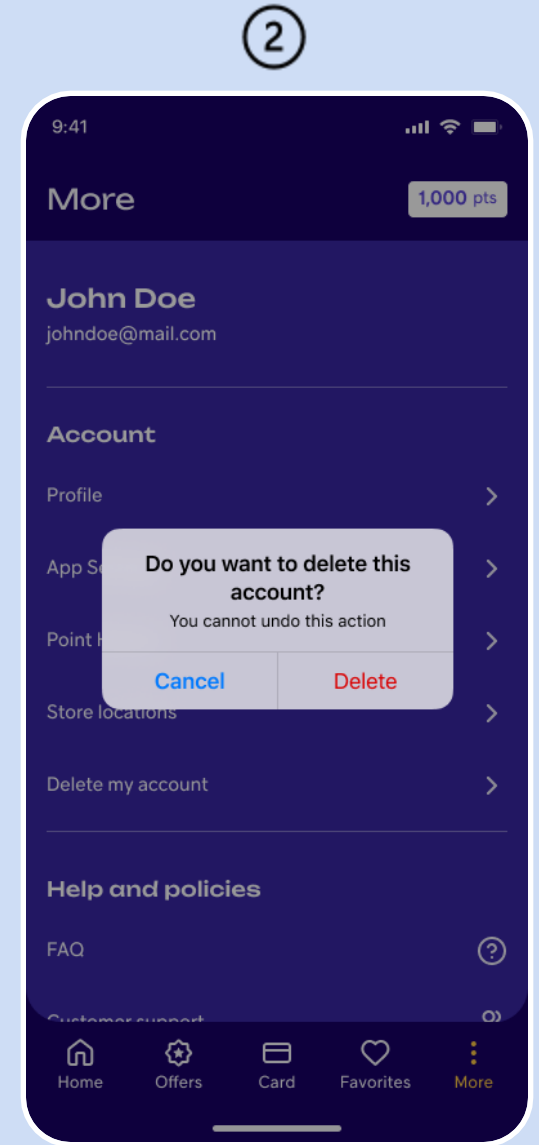 2
9:41
More
1,000 pts
John Doe
johndoe@mail.com
Account
Profile
App
Do you want to delete this
account?
You cannot undo this action
Point
Cancel
Delete
Store locations
Delete my account
Help and policies
FAQ
Customer support
Home
Offers
Card
Favorites
More